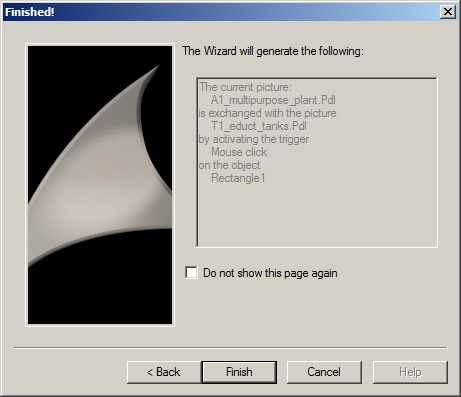 Finished!
The Wizard will generate the following:
The current picture:
A1_multipurpose_plant.Pdl
is exchanged with the picture
T1_educt_tanks.Pdl
by activating the trigger
Mouse click
on the object
Rectangle1
Do not show this page again
< Back
Finish
Cancel
Help